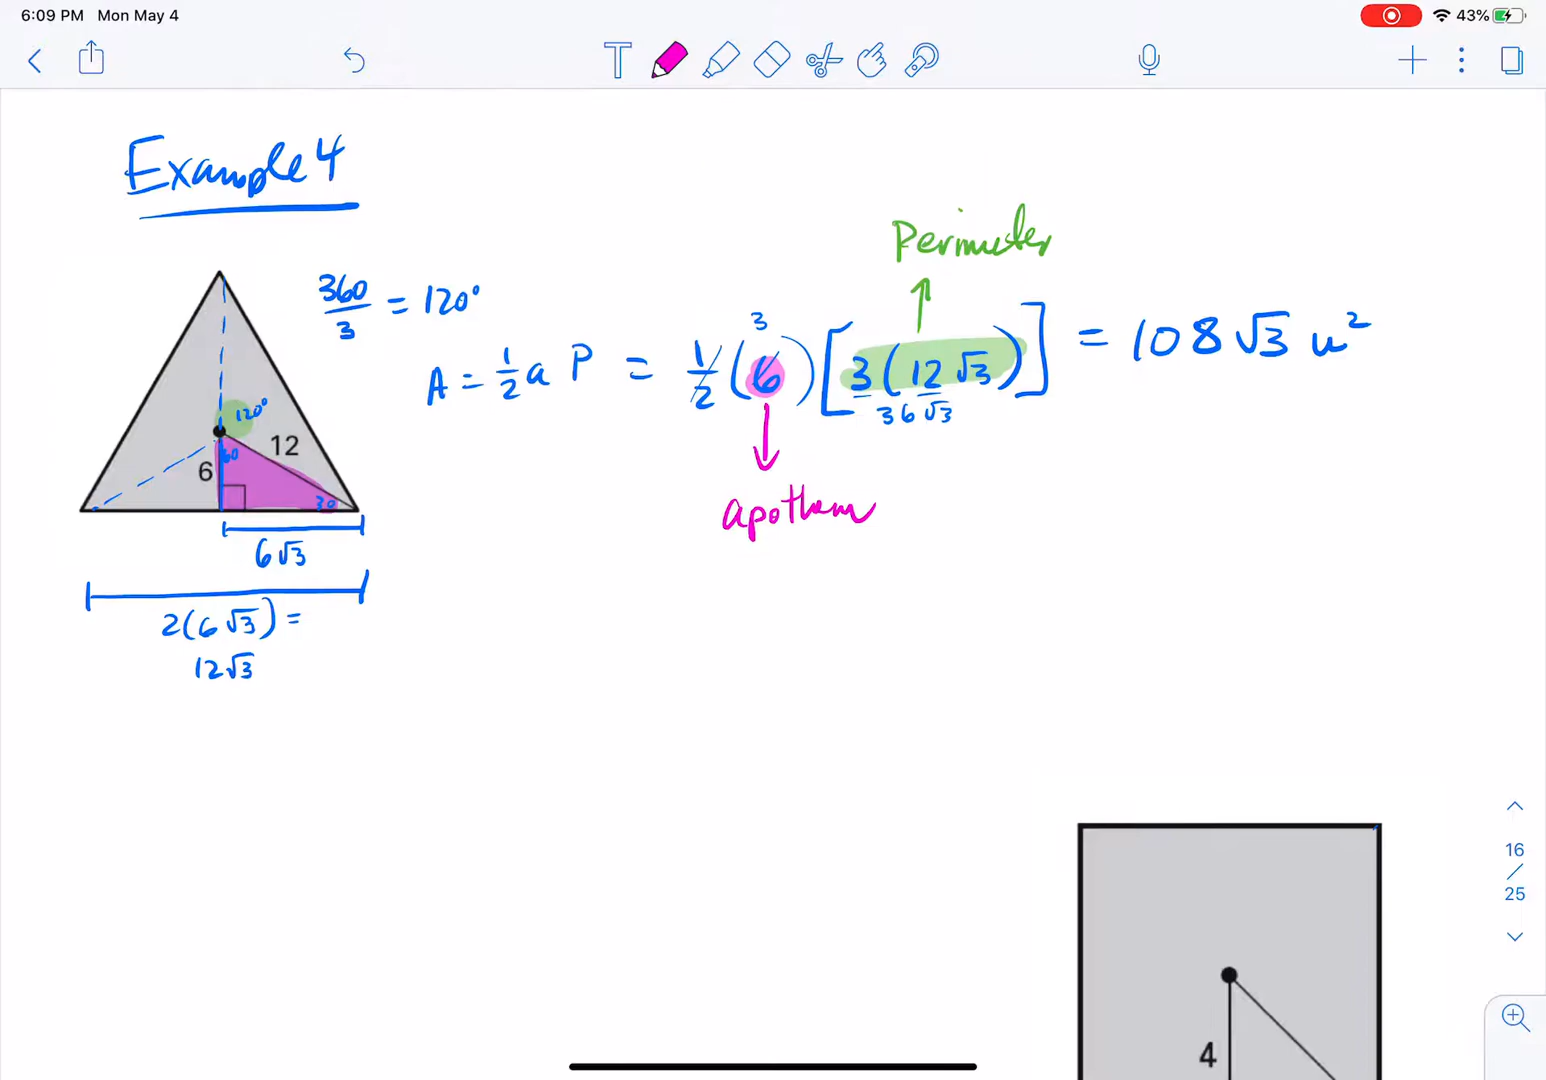 6:09 PM Mon May 4
43%
T
Example 4
Perimeter
360/3 = 120°
3
A = 1/2 a P = 1/2 (6) [3(12√3)] = 108√3 u²
36√3
120°
12
60
6
30
apothem
6√3
2(6√3) =
12√3
16
/
25
4